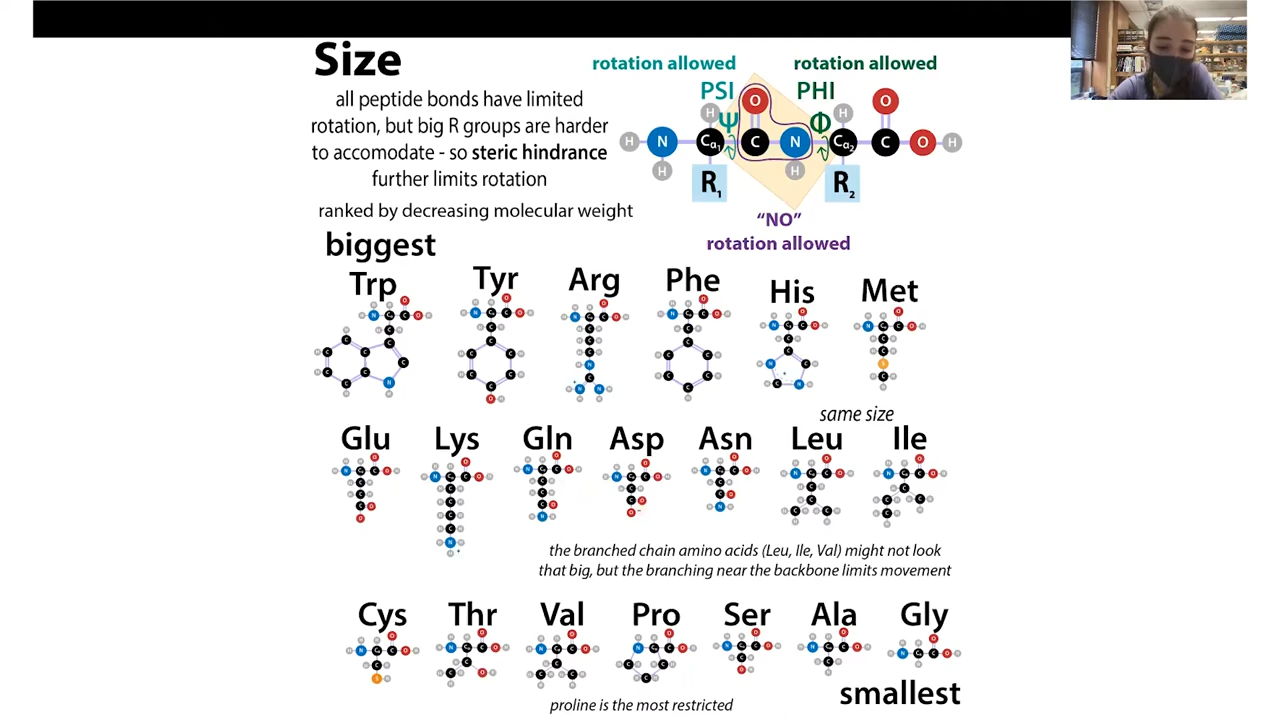 Size
all peptide bonds have limited
rotation, but big R groups are harder
to accomodate - so steric hindrance
further limits rotation
ranked by decreasing molecular weight
rotation allowed
rotation allowed
PSI
PHI
Ψ
Φ
H N Cα1 C N Cα2 C O H
H O H O
H H
R1
R2
"NO"
rotation allowed
biggest
Trp Tyr Arg Phe His Met
same size
Glu Lys Gln Asp Asn Leu Ile
the branched chain amino acids (Leu, Ile, Val) might not look
that big, but the branching near the backbone limits movement
Cys Thr Val Pro Ser Ala Gly
proline is the most restricted
smallest